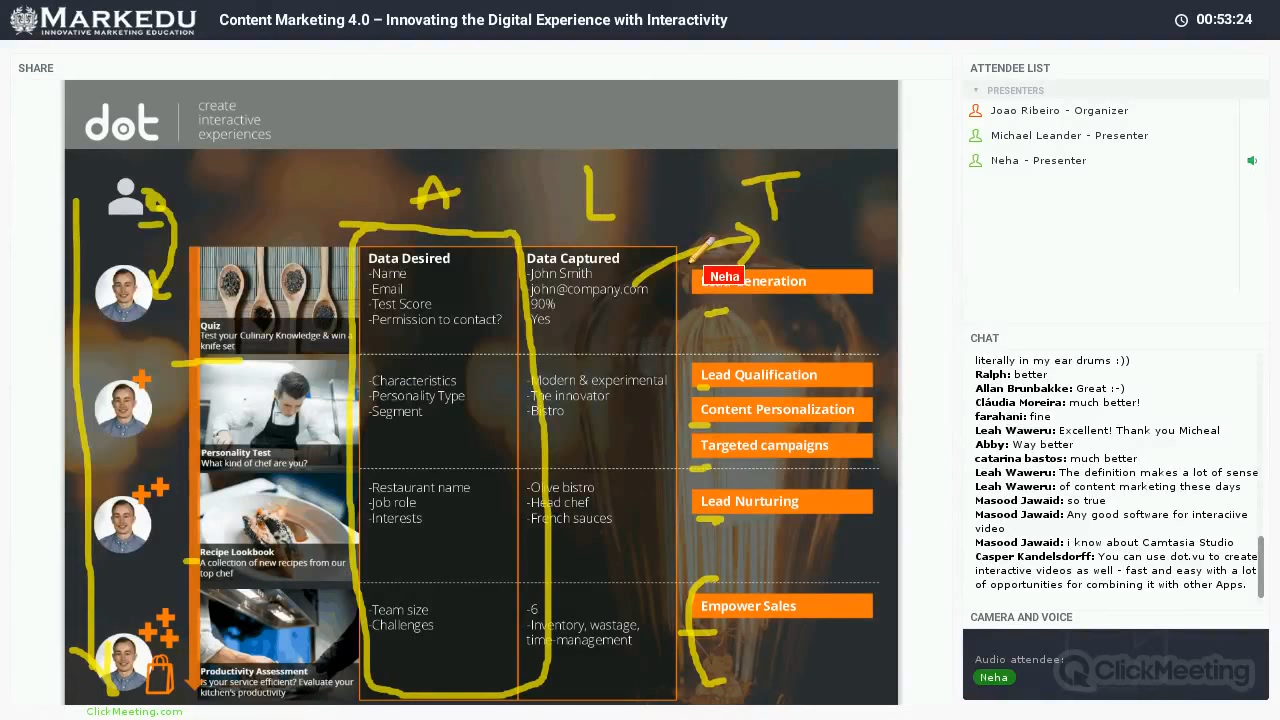 MARKEDU
INNOVATIVE MARKETING EDUCATION
Content Marketing 4.0 – Innovating the Digital Experience with Interactivity
00:53:24
SHARE
dot
create
interactive
experiences
A
L
T
Data Desired
-Name
-Email
-Test Score
-Permission to contact?
Data Captured
-John Smith
-john@company.com
-90%
-Yes
Neha
Lead Generation
Quiz
Test your Culinary Knowledge & win a
knife set
-Characteristics
-Personality Type
-Segment
-Modern & experimental
-The innovator
-Bistro
Lead Qualification
Content Personalization
Targeted campaigns
Personality Test
What kind of chef are you?
-Restaurant name
-Job role
-Interests
-Olive bistro
-Head chef
-French sauces
Lead Nurturing
Recipe Lookbook
A collection of new recipes from our
top chef
-Team size
-Challenges
-6
-Inventory, wastage,
time-management
Empower Sales
Productivity Assessment
Is your service efficient? Evaluate your
kitchen's productivity
ClickMeeting.com
ATTENDEE LIST
PRESENTERS
Joao Ribeiro - Organizer
Michael Leander - Presenter
Neha - Presenter
CHAT
literally in my ear drums :))
Ralph: better
Allan Brunbakke: Great :-)
Cláudia Moreira: much better!
farahani: fine
Leah Waweru: Excellent! Thank you Micheal
Abby: Way better
catarina bastos: much better
Leah Waweru: The definition makes a lot of sense
Leah Waweru: of content marketing these days
Masood Jawaid: so true
Masood Jawaid: Any good software for interaciive
video
Masood Jawaid: i know about Camtasia Studio
Casper Kandelsdorff: You can use dot.vu to create
interactive videos as well - fast and easy with a lot
of opportunities for combining it with other Apps.
CAMERA AND VOICE
Audio attendee:
Neha
ClickMeeting